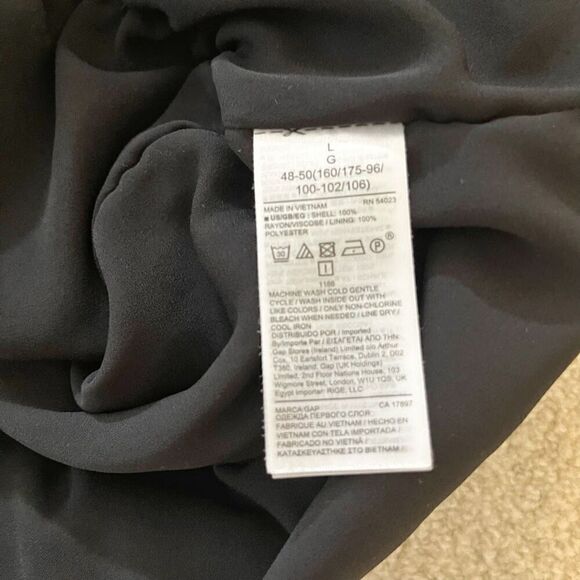 L
G
48-50(160/175-96/
100-102/106)
MADE IN VIETNAM RN 54023
■ US/GB/EG : SHELL: 100%
RAYON/VISCOSE / LINING: 100%
POLYESTER
30 P ®
1188
MACHINE WASH COLD GENTLE
CYCLE / WASH INSIDE OUT WITH
LIKE COLORS / ONLY NON-CHLORINE
BLEACH WHEN NEEDED / LINE DRY /
COOL IRON
DISTRIBUIDO POR / Imported
By/Importe Par / ΕΙΣΑΓΕΤΑΙ ΑΠΟ ΤΗΝ
Gap Stores (Ireland) Limited c/o Arthur
Cox, 10 Earlsfort Terrace, Dublin 2, D02
T380, Ireland, Gap (UK Holdings)
Limited, 2nd Floor Nations House, 103
Wigmore Street, London, W1U 1QS, UK
Egypt Importer: RIGE, LLC
MARCA GAP CA 17897
ОДЕЖДА ПЕРВОГО СЛОЯ
FABRIQUE AU VIETNAM / HECHO EN
VIETNAM CON TELA IMPORTADA /
FABRICADO NO VIETNÃ /
ΚΑΤΑΣΚΕΥΑΣΤΗΚΕ ΣΤΟ ΒΙΕΤΝΑΜ /